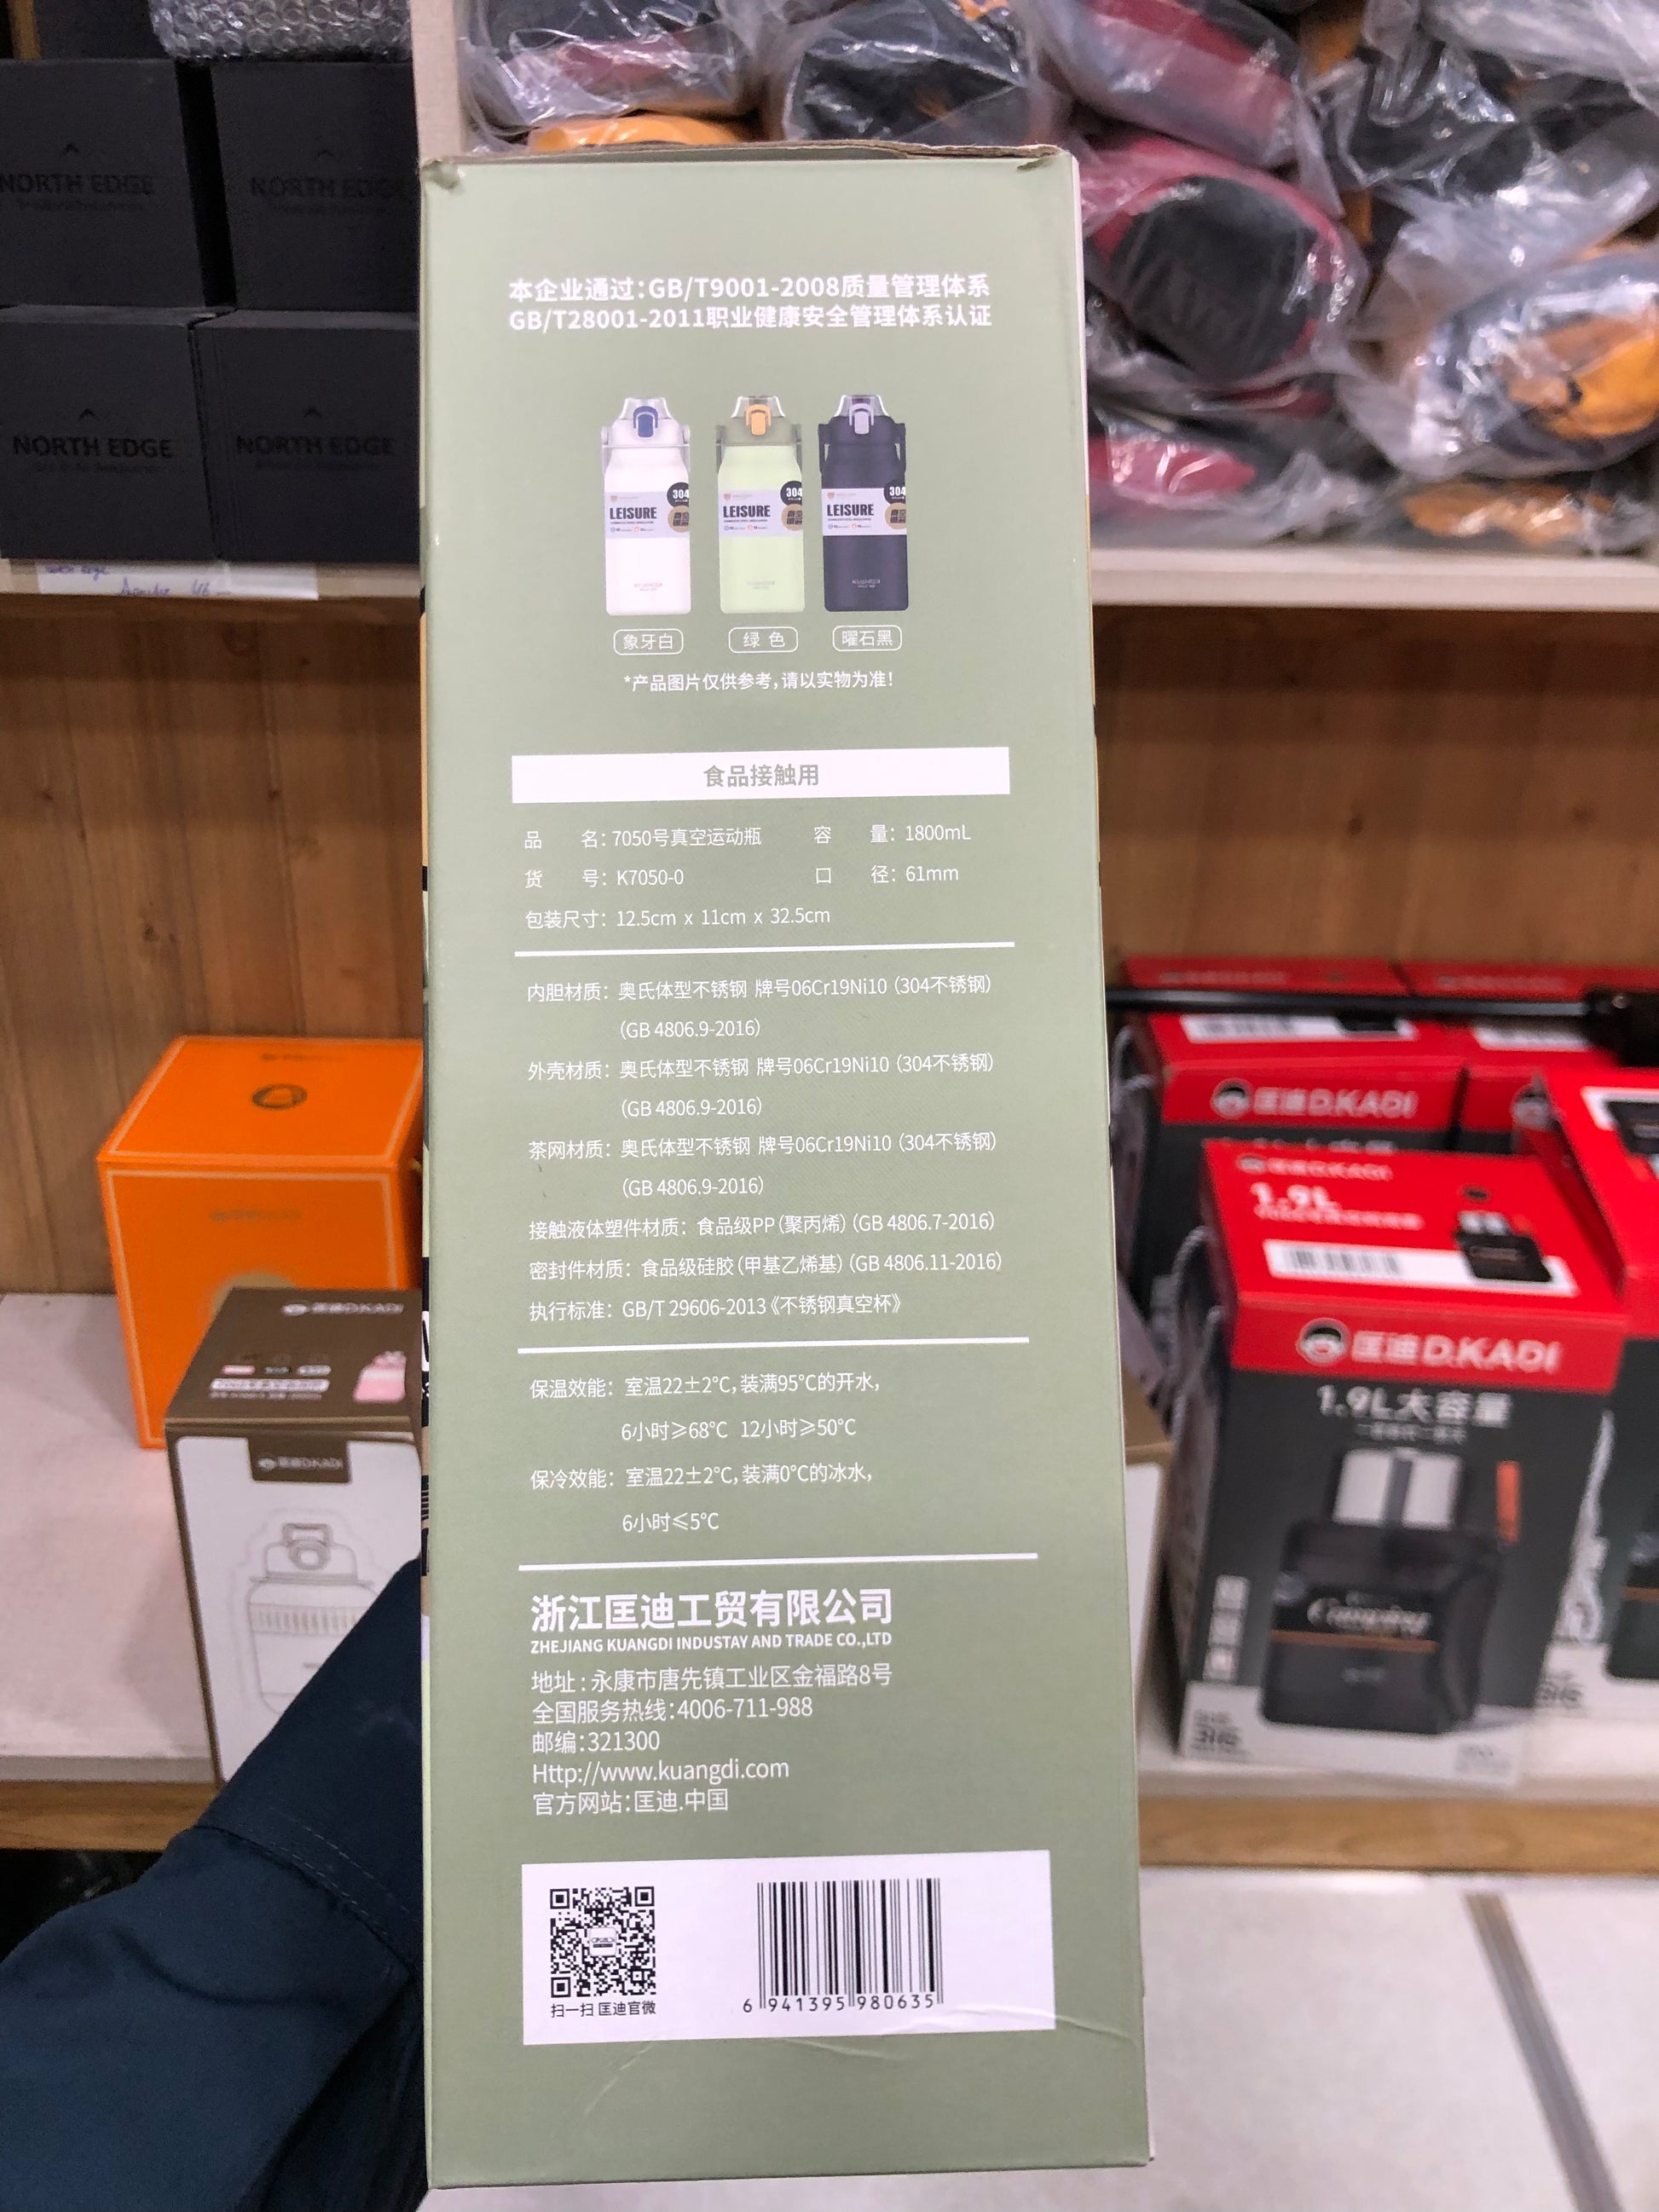 NORTH EDGE
NORTH EDGE
NORTH EDGE
NORTH EDGE
本企业通过:GB/T9001-2008质量管理体系
GB/T28001-2011职业健康安全管理体系认证
304
LEISURE
304
LEISURE
304
LEISURE
象牙白
绿 色
曜石黑
*产品图片仅供参考,请以实物为准!
食品接触用
品 名: 7050号真空运动瓶 容 量: 1800mL
货 号: K7050-0 口 径: 61mm
包装尺寸: 12.5cm x 11cm x 32.5cm
内胆材质: 奥氏体型不锈钢 牌号06Cr19Ni10 (304不锈钢)
(GB 4806.9-2016)
外壳材质: 奥氏体型不锈钢 牌号06Cr19Ni10 (304不锈钢)
(GB 4806.9-2016)
茶网材质: 奥氏体型不锈钢 牌号06Cr19Ni10 (304不锈钢)
(GB 4806.9-2016)
接触液体塑件材质: 食品级PP (聚丙烯) (GB 4806.7-2016)
密封件材质: 食品级硅胶 (甲基乙烯基) (GB 4806.11-2016)
执行标准: GB/T 29606-2013《不锈钢真空杯》
保温效能: 室温22±2°C, 装满95°C的开水,
6小时≥68°C 12小时≥50°C
保冷效能: 室温22±2°C, 装满0°C的冰水,
6小时≤5°C
浙江匡迪工贸有限公司
ZHEJIANG KUANGDI INDUSTAY AND TRADE CO.,LTD
地址:永康市唐先镇工业区金福路8号
全国服务热线:4006-711-988
邮编:321300
Http://www.kuangdi.com
官方网站:匡迪.中国
扫一扫 匡迪官微
6 941395 980635
匡迪D.KADI
匡迪D.KADI
匡迪D.KADI
匡迪D.KADI
1.9L
匡迪D.KADI
1.9L大容量
Camping